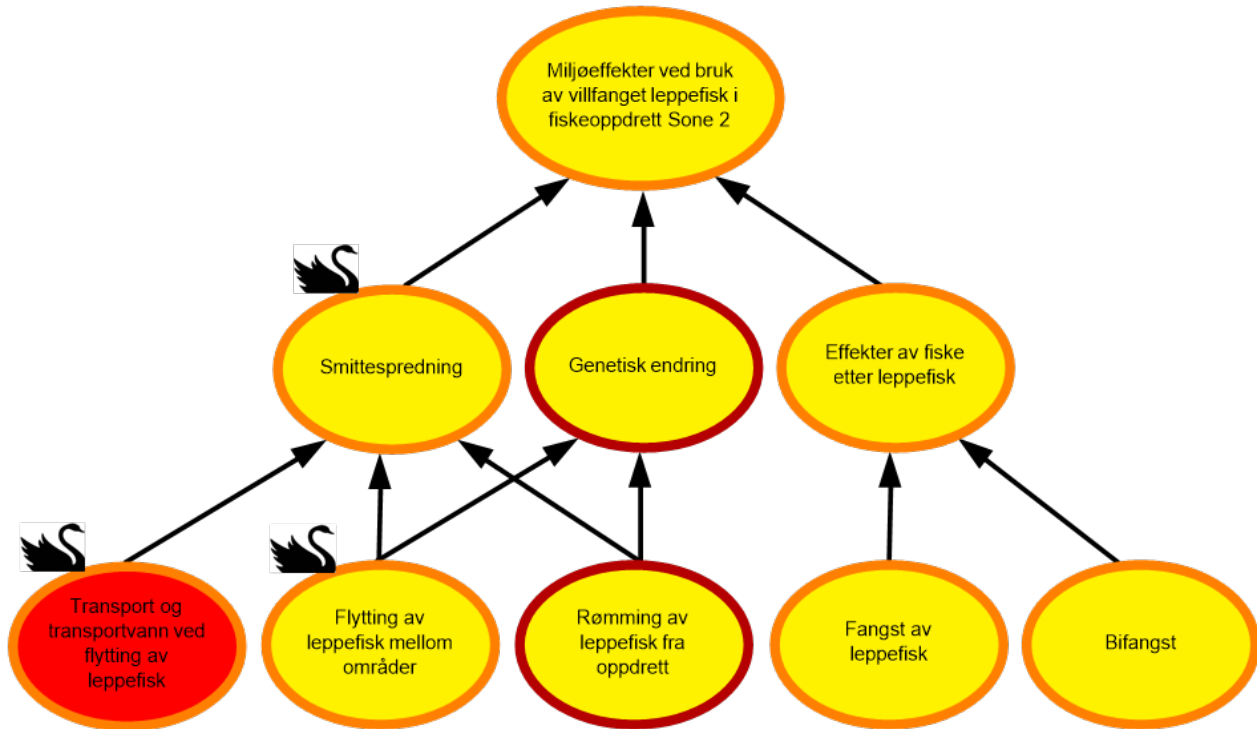 Miljøeffekter ved bruk
av villfanget leppefisk i
fiskeoppdrett Sone 2
Smittespredning
Genetisk endring
Effekter av fiske
etter leppefisk
Transport og
transportvann ved
flytting av
leppefisk
Flytting av
leppefisk mellom
områder
Rømming av
leppefisk fra
oppdrett
Fangst av
leppefisk
Bifangst